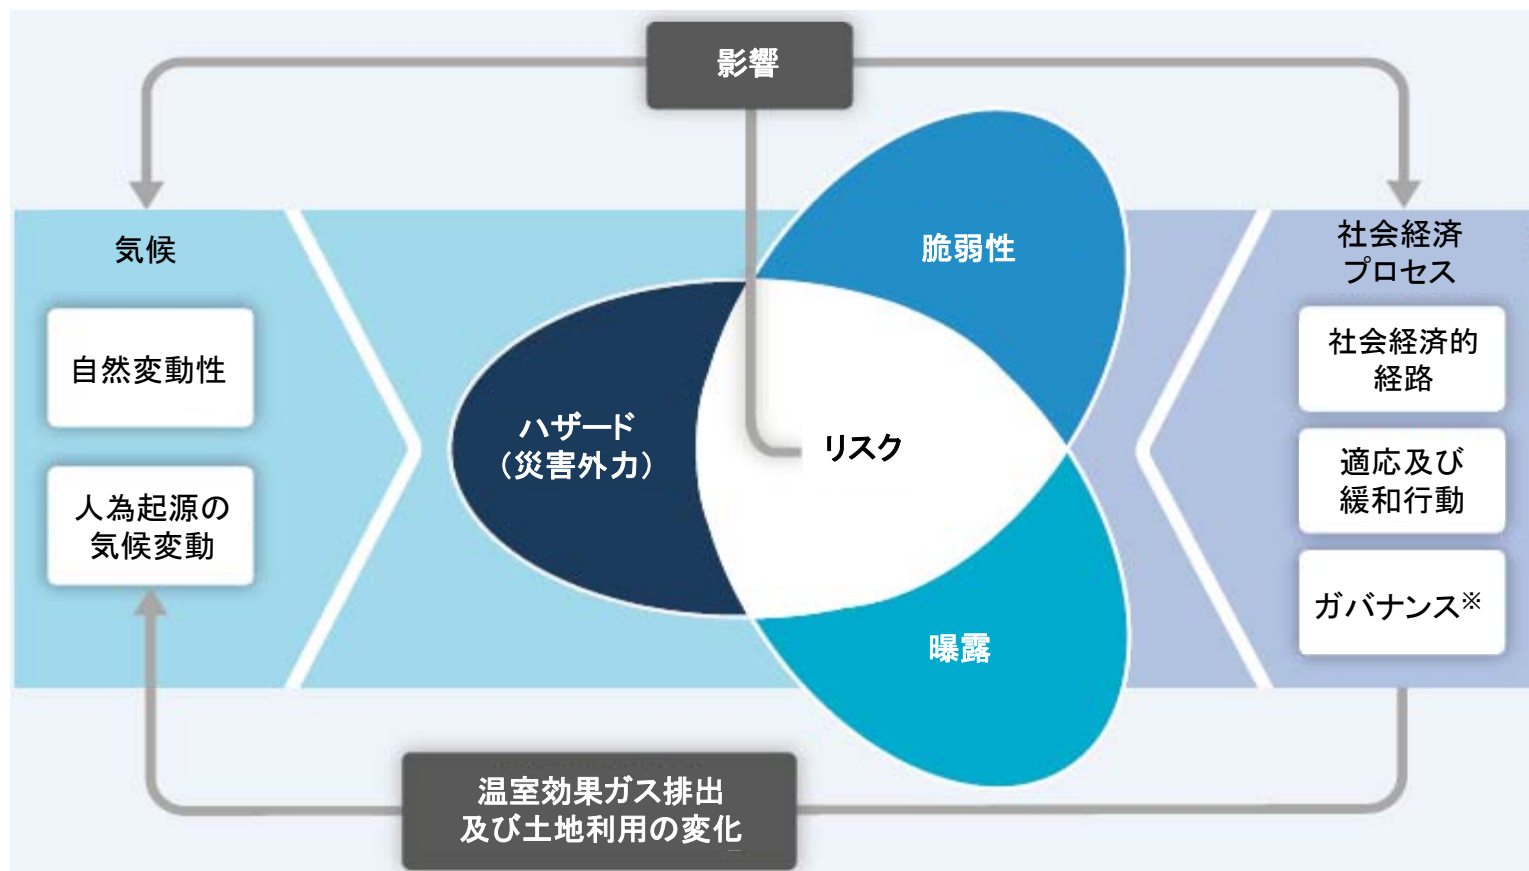 影響
気候
自然変動性
人為起源の
気候変動
ハザード
（災害外力）
脆弱性
リスク
曝露
社会経済
プロセス
社会経済的
経路
適応及び
緩和行動
ガバナンス※
温室効果ガス排出
及び土地利用の変化